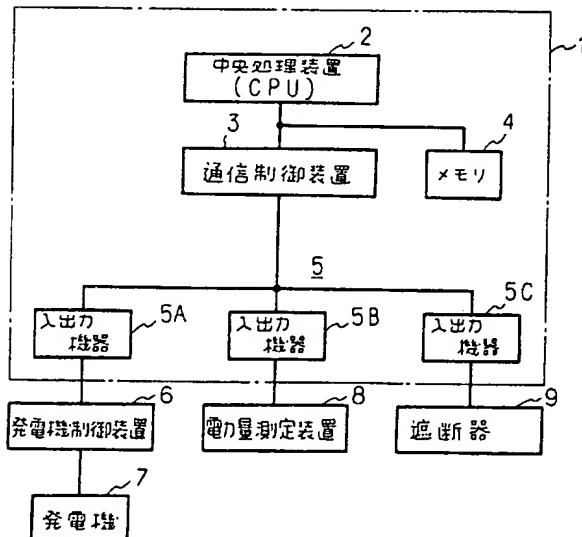 1
2
中央処理装置
(CPU)
3
4
通信制御装置
メモリ
5
5A
5B
5C
入出力
機器
入出力
機器
入出力
機器
6
8
9
発電機制御装置
電力量測定装置
遮断器
7
発電機